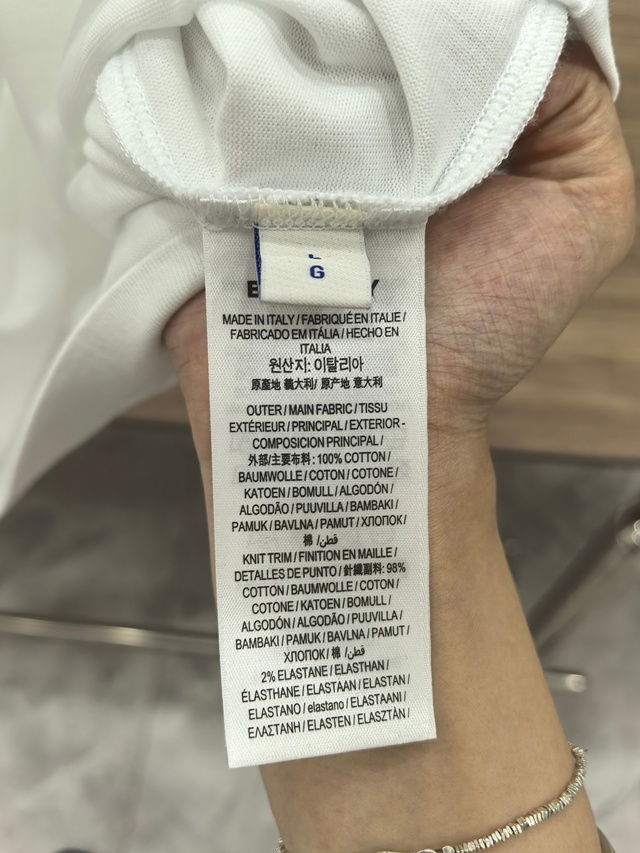 G
MADE IN ITALY / FABRIQUÉ EN ITALIE /
FABRICADO EM ITÁLIA / HECHO EN
ITALIA
원산지: 이탈리아
原產地 義大利/ 原产地 意大利
OUTER / MAIN FABRIC / TISSU
EXTÉRIEUR / PRINCIPAL / EXTERIOR -
COMPOSICION PRINCIPAL /
外部/主要布料: 100% COTTON /
BAUMWOLLE / COTON / COTONE /
KATOEN / BOMULL / ALGODÓN /
ALGODÃO / PUUVILLA / BAMBAKI /
PAMUK / BAVLNA / PAMUT / ХЛОПОК /
棉 /قطن
KNIT TRIM / FINITION EN MAILLE /
DETALLES DE PUNTO / 針織副料: 98%
COTTON / BAUMWOLLE / COTON /
COTONE / KATOEN / BOMULL /
ALGODÓN / ALGODÃO / PUUVILLA /
BAMBAKI / PAMUK / BAVLNA / PAMUT /
ХЛОПОК / 棉 /قطن
2% ELASTANE / ELASTHAN /
ÉLASTHANE / ELASTAAN / ELASTAN /
ELASTANO / elastano / ELASTAANI /
ΕΛΑΣΤΑΝΗ / ELASTEN / ELASZTÀN /